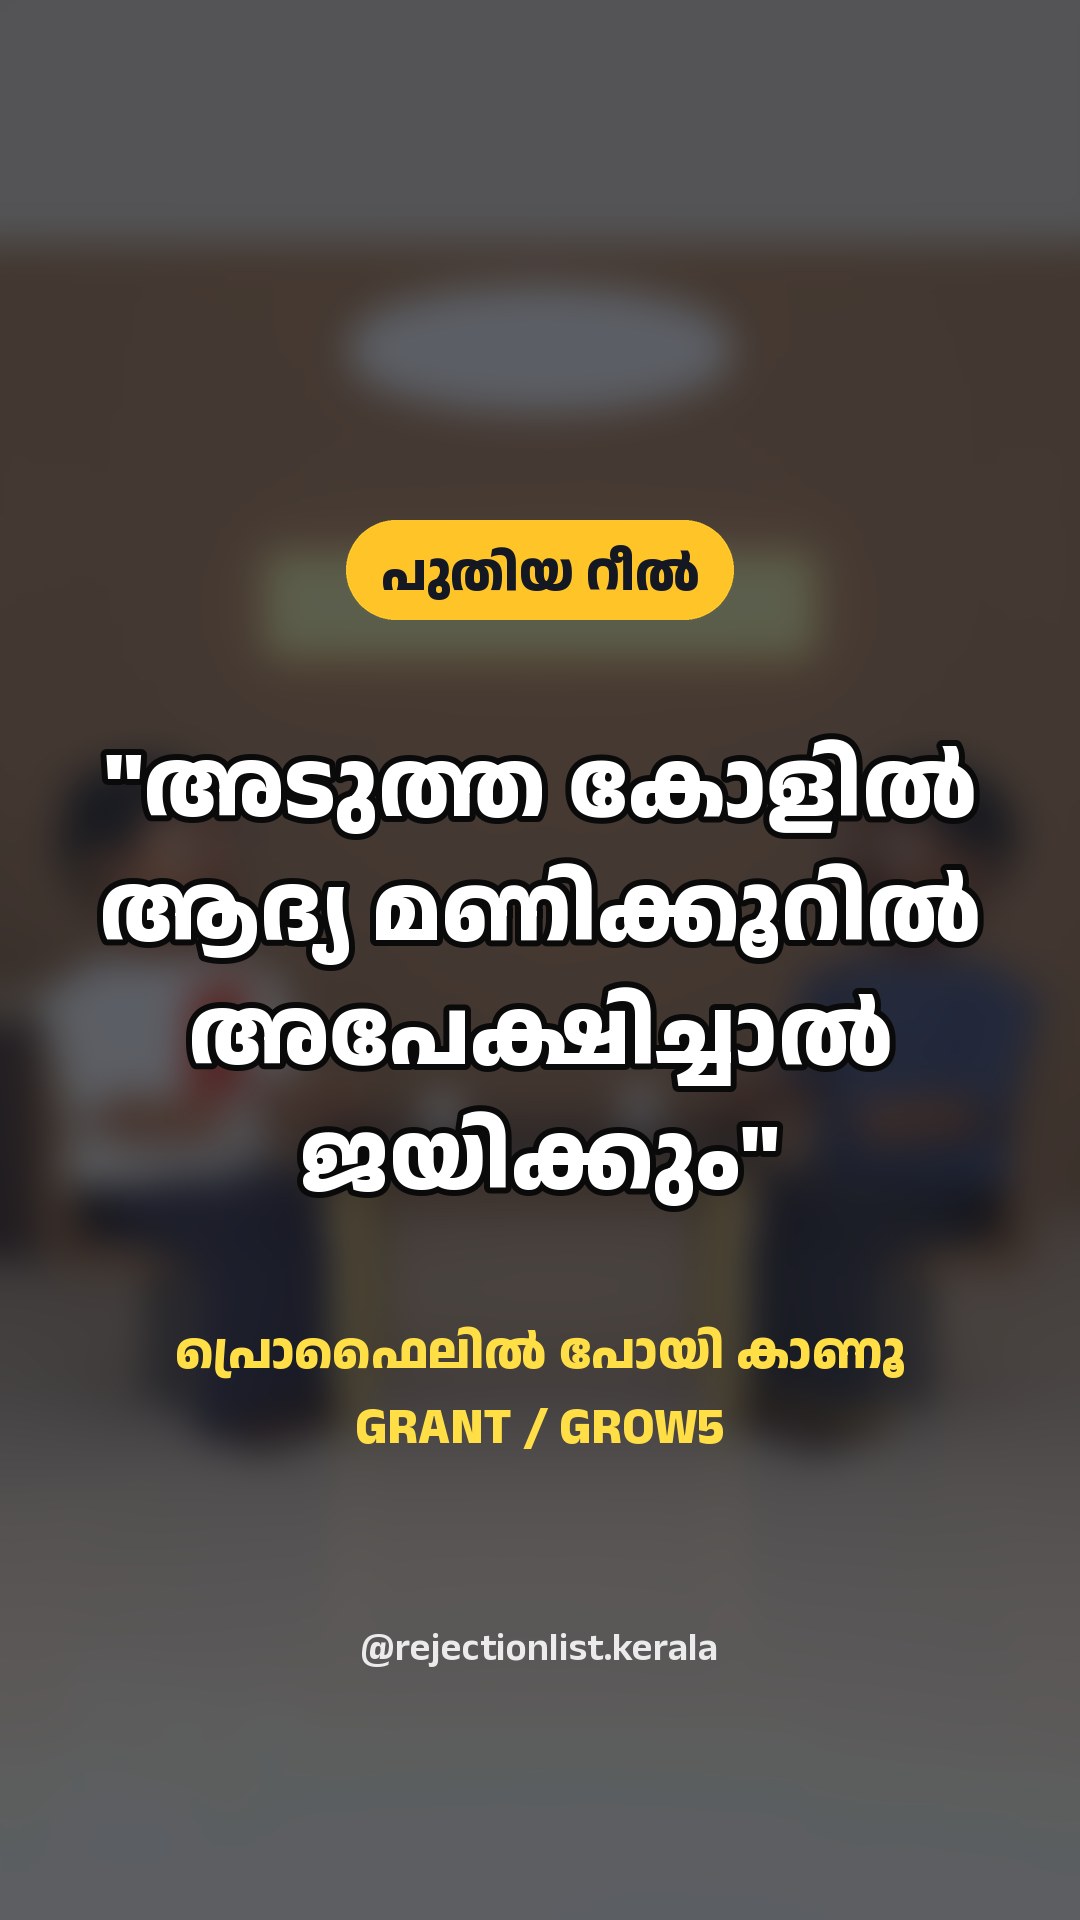 പുതിയ റീൽ
"അടുത്ത കോളിൽ
ആദ്യ മണിക്കൂറിൽ
അപേക്ഷിച്ചാൽ
ജയിക്കും"
പ്രൊഫൈലിൽ പോയി കാണൂ
GRANT / GROW5
@rejectionlist.kerala